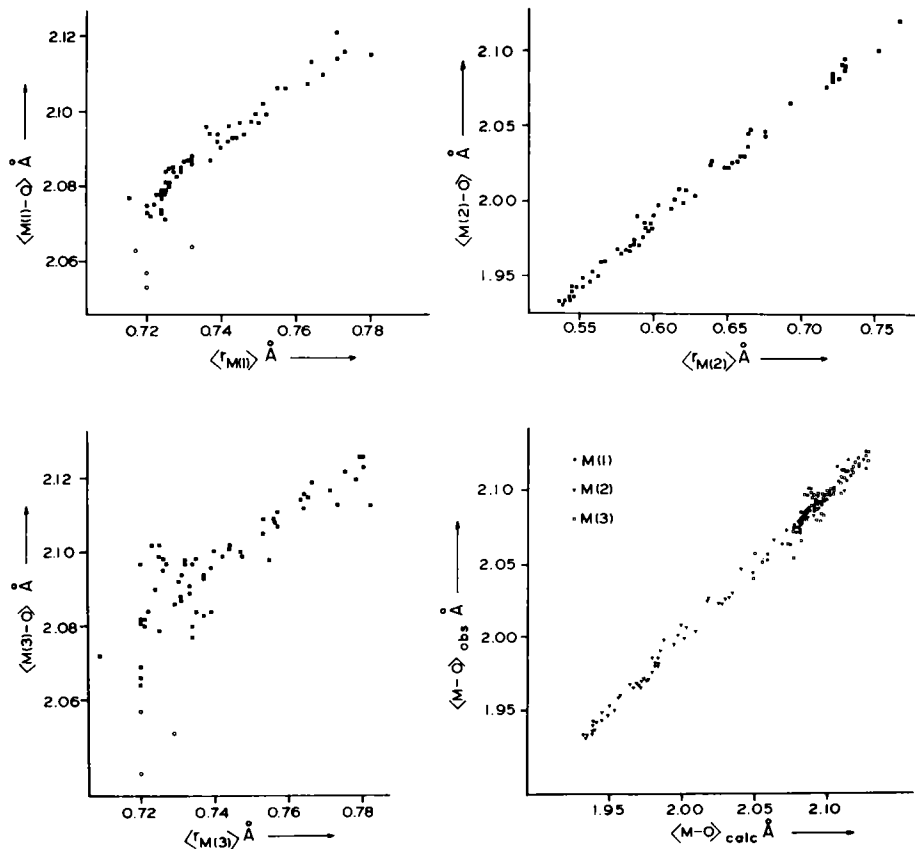 2.12
2.10
2.08
2.06
⟨M(1)–O⟩ Å
0.72 0.74 0.76 0.78
⟨rM(1)⟩ Å
2.10
2.05
2.00
1.95
⟨M(2)–O⟩ Å
0.55 0.60 0.65 0.70 0.75
⟨rM(2)⟩ Å
2.12
2.10
2.08
2.06
⟨M(3)–O⟩ Å
0.72 0.74 0.76 0.78
⟨rM(3)⟩ Å
M(1)
M(2)
M(3)
2.10
2.05
2.00
1.95
⟨M–O⟩obs Å
1.95 2.00 2.05 2.10
⟨M–O⟩calc Å